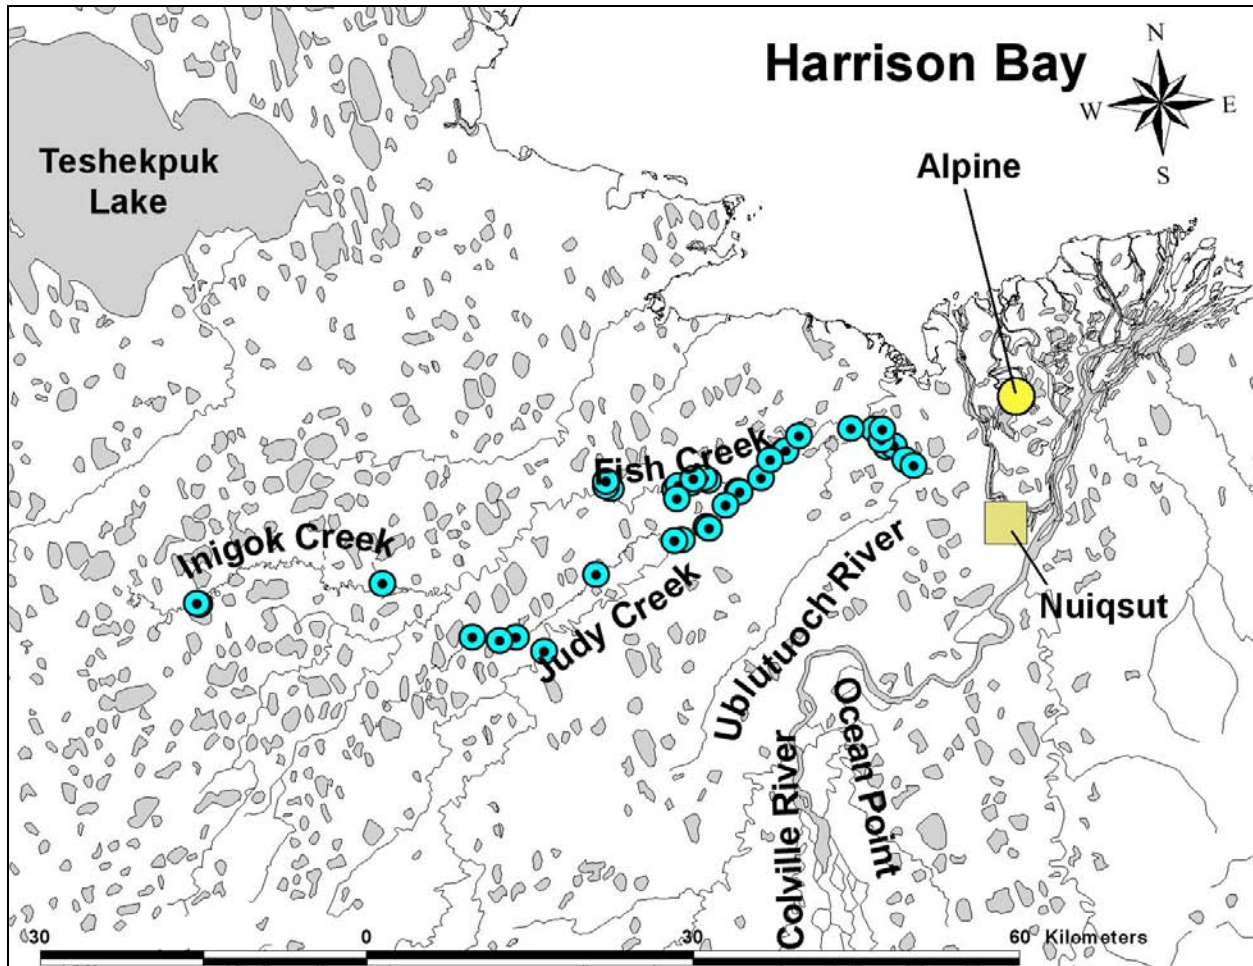 Harrison Bay
N
W
E
S
Teshekpuk
Lake
Alpine
Fish Creek
Inigok Creek
Judy Creek
Ublutuoch River
Nuiqsut
Ocean Point
Colville River
30
0
30
60 Kilometers